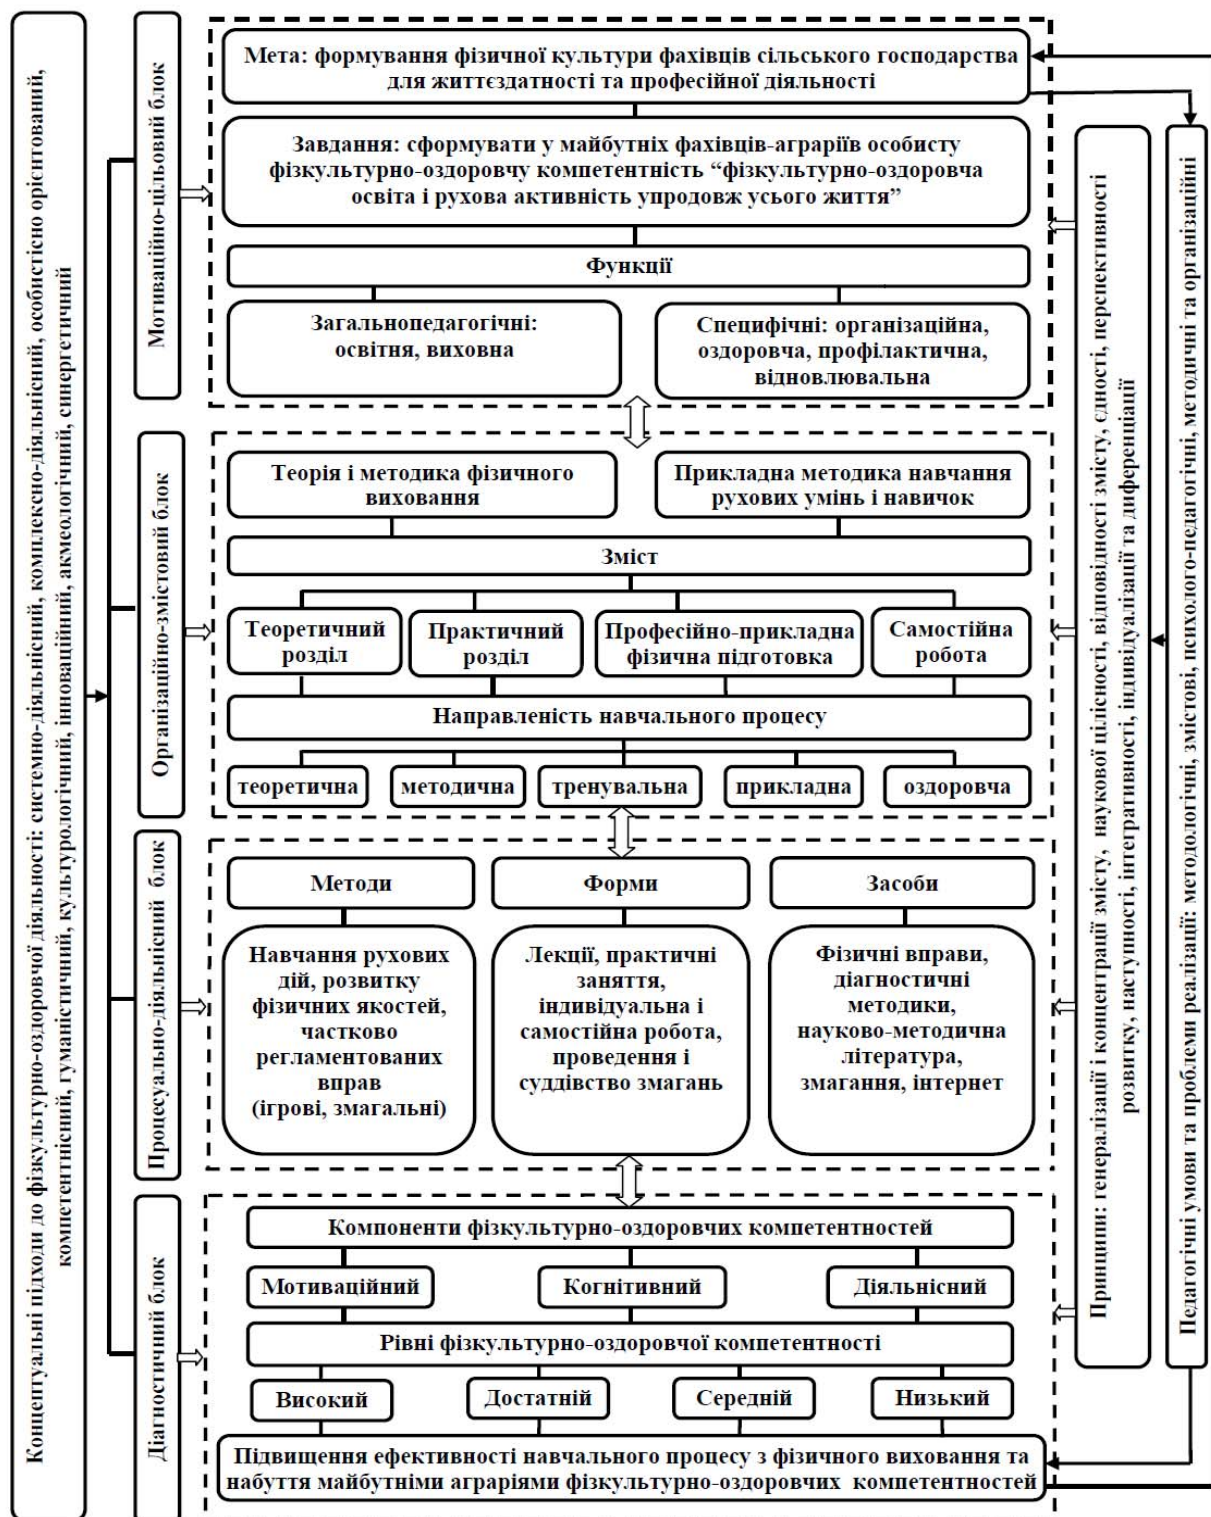 Концептуальні підходи до фізкультурно-оздоровчої діяльності: системно-діяльнісний, комплексно-діяльнісний, особистісно орієнтований,
компетентнісний, гуманістичний, культурологічний, інноваційний, акмеологічний, синергетичний
Мотиваційно-цільовий блок
Мета: формування фізичної культури фахівців сільського господарства
для життєздатності та професійної діяльності
Завдання: сформувати у майбутніх фахівців-аграріїв особисту
фізкультурно-оздоровчу компетентність “фізкультурно-оздоровча
освіта і рухова активність упродовж усього життя”
Функції
Загальнопедагогічні:
освітня, виховна
Специфічні: організаційна,
оздоровча, профілактична,
відновлювальна
Організаційно-змістовий блок
Теорія і методика фізичного
виховання
Прикладна методика навчання
рухових умінь і навичок
Зміст
Теоретичний
розділ
Практичний
розділ
Професійно-прикладна
фізична підготовка
Самостійна
робота
Направленість навчального процесу
теоретична
методична
тренувальна
прикладна
оздоровча
Процесуально-діяльнісний блок
Методи
Форми
Засоби
Навчання рухових
дій, розвитку
фізичних якостей,
частково
регламентованих
вправ
(ігрові, змагальні)
Лекції, практичні
заняття,
індивідуальна і
самостійна робота,
проведення і
суддівство змагань
Фізичні вправи,
діагностичні
методики,
науково-методична
література,
змагання, інтернет
Діагностичний блок
Компоненти фізкультурно-оздоровчих компетентностей
Мотиваційний
Когнітивний
Діяльнісний
Рівні фізкультурно-оздоровчої компетентності
Високий
Достатній
Середній
Низький
Підвищення ефективності навчального процесу з фізичного виховання та
набуття майбутніми аграріями фізкультурно-оздоровчих компетентностей
Принципи: генералізації і концентрації змісту, наукової цілісності, відповідності змісту, єдності, перспективності
розвитку, наступності, інтегративності, індивідуалізації та диференціації
Педагогічні умови та проблеми реалізації: методологічні, змістові, психолого-педагогічні, методичні та організаційні